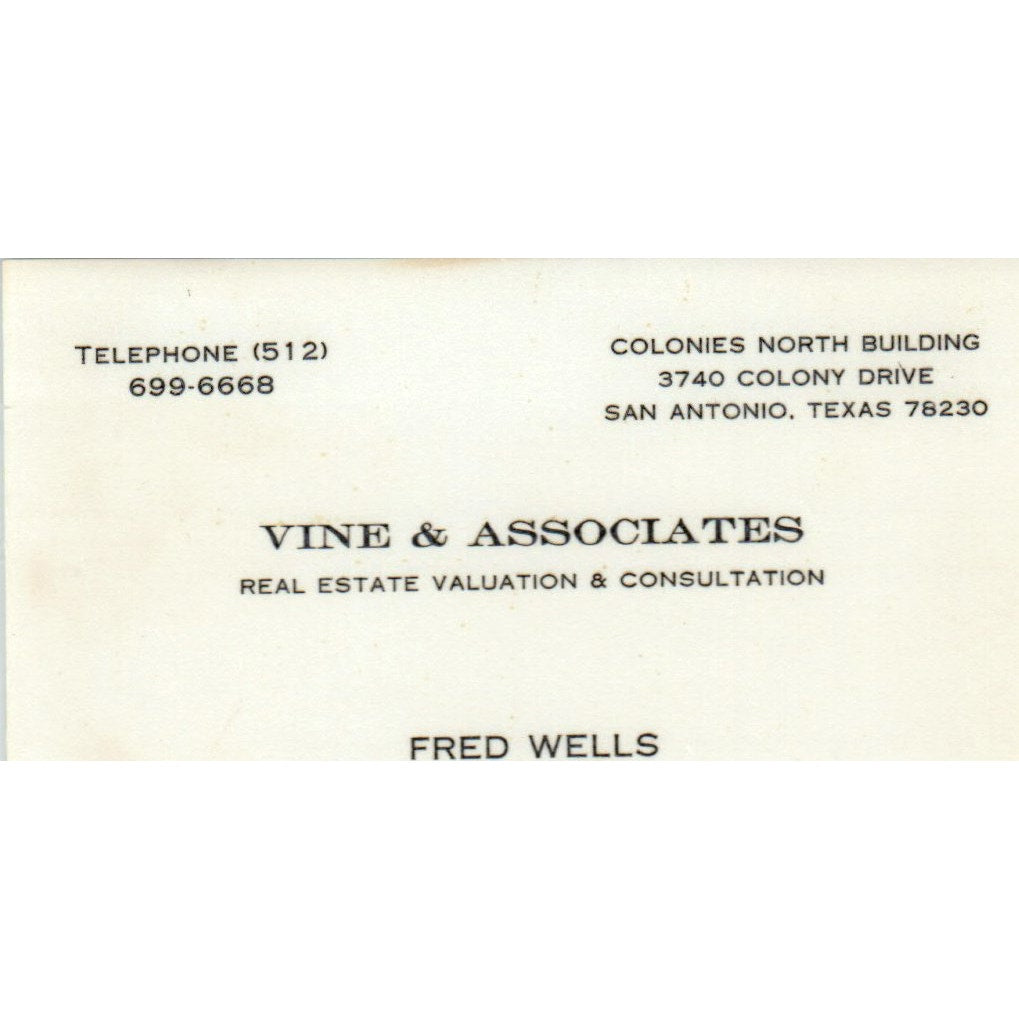 TELEPHONE (512)
699-6668
COLONIES NORTH BUILDING
3740 COLONY DRIVE
SAN ANTONIO, TEXAS 78230
VINE & ASSOCIATES
REAL ESTATE VALUATION & CONSULTATION
FRED WELLS